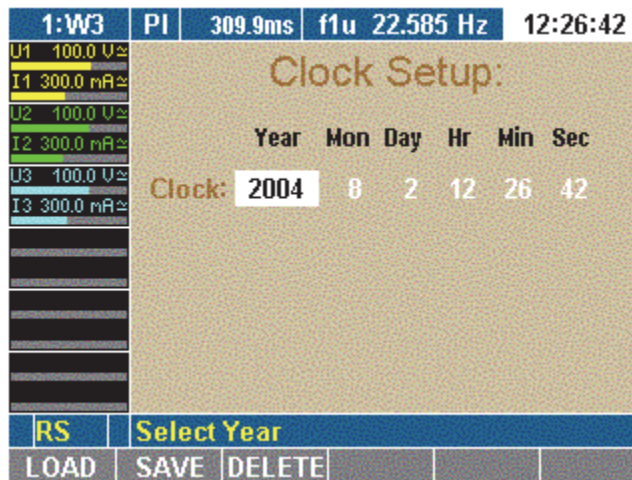 1:W3 PI 309.9ms f1u 22.585 Hz 12:26:42
U1 100.0 V≃
I1 300.0 mA≃
U2 100.0 V≃
I2 300.0 mA≃
U3 100.0 V≃
I3 300.0 mA≃
Clock Setup:
Year Mon Day Hr Min Sec
Clock: 2004 8 2 12 26 42
RS Select Year
LOAD SAVE DELETE